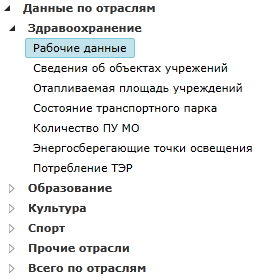 Данные по отраслям
Здравоохранение
Рабочие данные
Сведения об объектах учрежений
Отапливаемая площадь учреждений
Состояние транспортного парка
Количество ПУ МО
Энергосберегающие точки освещения
Потребление ТЭР
Образование
Культура
Спорт
Прочие отрасли
Всего по отраслям